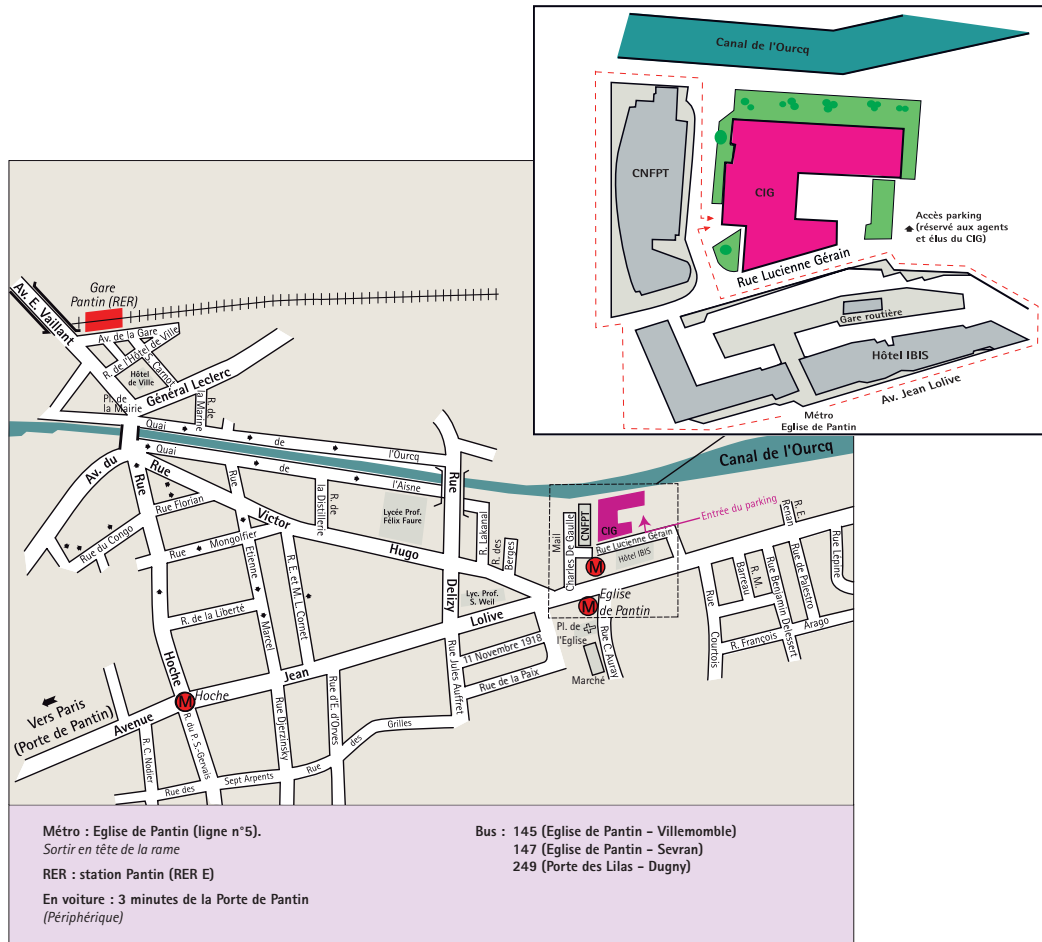 Canal de l'Ourcq
CNFPT
CIG
Accès parking
(réservé aux agents
et élus du CIG)
Rue Lucienne Gérain
Gare routière
Hôtel IBIS
Av. Jean Lolive
Métro
Eglise de Pantin
Gare
Pantin (RER)
Av. E. Vaillant
Av. de la Gare
R. de l'Hôtel de Ville
S. Carnot
Hôtel
de Ville
Général Leclerc
Pl. de
la Mairie
R. de
la Marine
Quai de l'Ourcq
Quai de l'Aisne
Canal de l'Ourcq
Av. du
Rue
Rue Victor Hugo
Rue Florian
Rue du Congo
Rue Mongolfier
Rue
Etienne
Marcel
R. de
la Distillerie
R. E. et M. L. Cornet
Lycée Prof.
Félix Faure
Rue
Delizy
R. Lakanal
R. des
Berges
Lyc. Prof.
S. Weil
Mail
Charles De Gaulle
CNFPT
CIG
Entrée du parking
Rue Lucienne Gérain
Hôtel IBIS
M
M
Eglise
de Pantin
Pl. de
l'Eglise
Marché
Rue C. Auray
R. E.
Renan
Rue Lépine
Rue de Palestro
Rue Benjamin Delessert
R. M.
Barreau
Rue
Courtois
R. François Arago
R. de la Liberté
Hoche
M
Hoche
Avenue Jean Lolive
11 Novembre 1918
Rue de la Paix
Rue Jules Auffret
Rue d'E. d'Orves
Rue Djerzinsky
R. du P. S.-Gervais
R. C. Nodier
Rue des Sept Arpents
Rue des Grilles
Vers Paris
(Porte de Pantin)
Métro : Eglise de Pantin (ligne n°5).
Sortir en tête de la rame
RER : station Pantin (RER E)
En voiture : 3 minutes de la Porte de Pantin
(Périphérique)
Bus : 145 (Eglise de Pantin – Villemomble)
147 (Eglise de Pantin – Sevran)
249 (Porte des Lilas – Dugny)